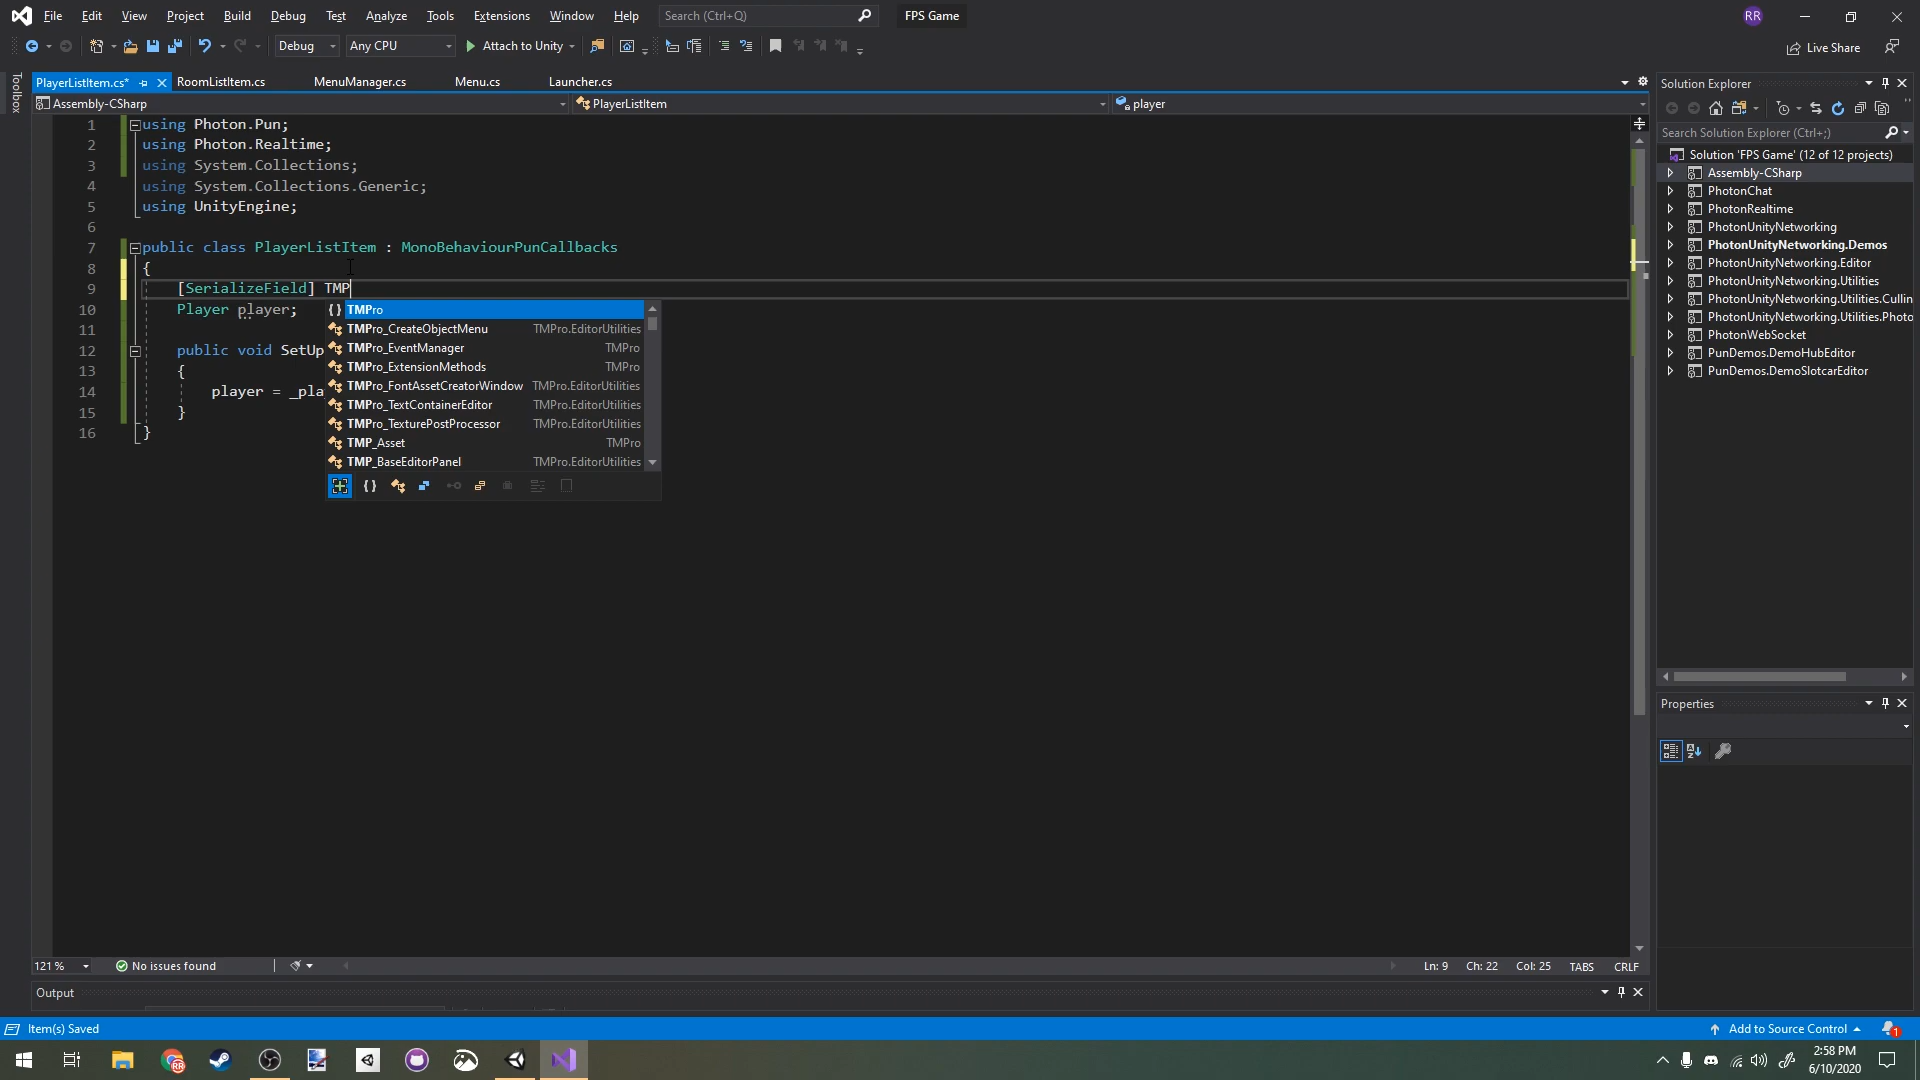 File Edit View Project Build Debug Test Analyze Tools Extensions Window Help Search (Ctrl+Q) FPS Game RR
Debug Any CPU Attach to Unity Live Share
Toolbox
PlayerListItem.cs* RoomListItem.cs MenuManager.cs Menu.cs Launcher.cs
Assembly-CSharp PlayerListItem player
1 using Photon.Pun;
2 using Photon.Realtime;
3 using System.Collections;
4 using System.Collections.Generic;
5 using UnityEngine;
6
7 public class PlayerListItem : MonoBehaviourPunCallbacks
8 {
9 [SerializeField] TMP
10 Player player;
11
12 public void SetUp
13 {
14 player = _pla
15 }
16 }
{} TMPro
TMPro_CreateObjectMenu TMPro.EditorUtilities
TMPro_EventManager TMPro
TMPro_ExtensionMethods TMPro
TMPro_FontAssetCreatorWindow TMPro.EditorUtilities
TMPro_TextContainerEditor TMPro.EditorUtilities
TMPro_TexturePostProcessor TMPro.EditorUtilities
TMP_Asset TMPro
TMP_BaseEditorPanel TMPro.EditorUtilities
Solution Explorer
Search Solution Explorer (Ctrl+;)
Solution 'FPS Game' (12 of 12 projects)
Assembly-CSharp
PhotonChat
PhotonRealtime
PhotonUnityNetworking
PhotonUnityNetworking.Demos
PhotonUnityNetworking.Editor
PhotonUnityNetworking.Utilities
PhotonUnityNetworking.Utilities.Cullin
PhotonUnityNetworking.Utilities.Photo
PhotonWebSocket
PunDemos.DemoHubEditor
PunDemos.DemoSlotcarEditor
Properties
121 % No issues found Ln: 9 Ch: 22 Col: 25 TABS CRLF
Output
Item(s) Saved Add to Source Control 1
2:58 PM
6/10/2020